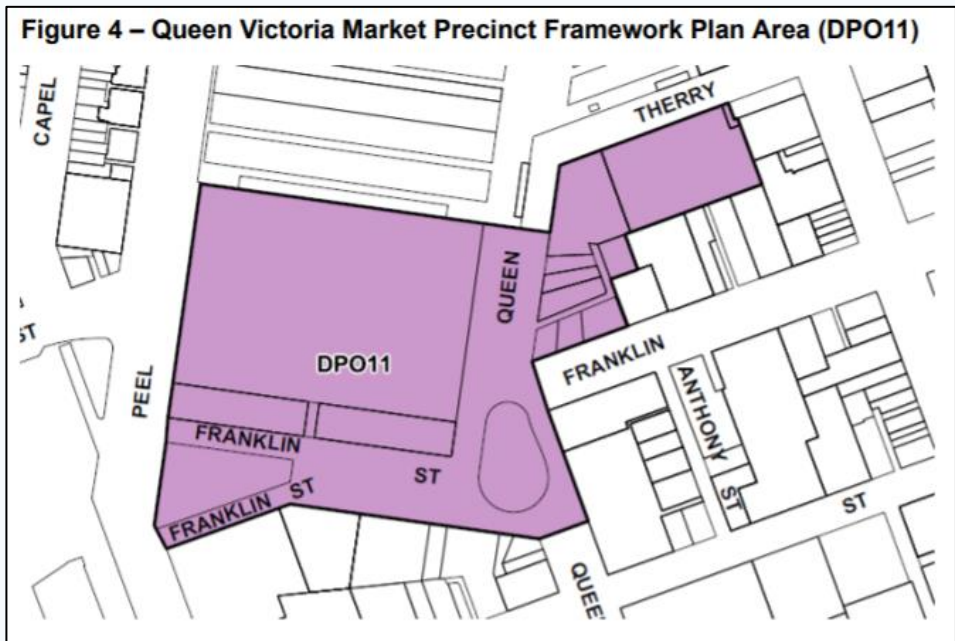 Figure 4 – Queen Victoria Market Precinct Framework Plan Area (DPO11)
CAPEL
THERRY
QUEEN
ST
DPO11
PEEL
FRANKLIN
ANTHONY
ST
FRANKLIN
ST
FRANKLIN
ST
ST